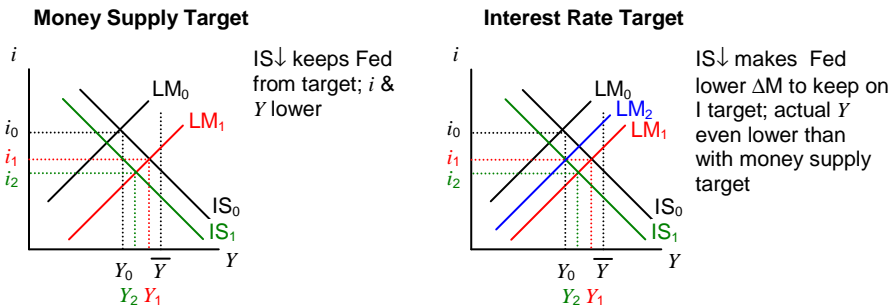 Money Supply Target
IS↓ keeps Fed
from target; i &
Y lower
i
LM₀
LM₁
i₀
i₁
i₂
IS₀
IS₁
Y₀
Y̅
Y
Y₂ Y₁
Interest Rate Target
IS↓ makes Fed
lower ΔM to keep on
I target; actual Y
even lower than
with money supply
target
i
LM₀
LM₂
LM₁
i₀
i₁
i₂
IS₀
IS₁
Y₀
Y̅
Y
Y₂ Y₁